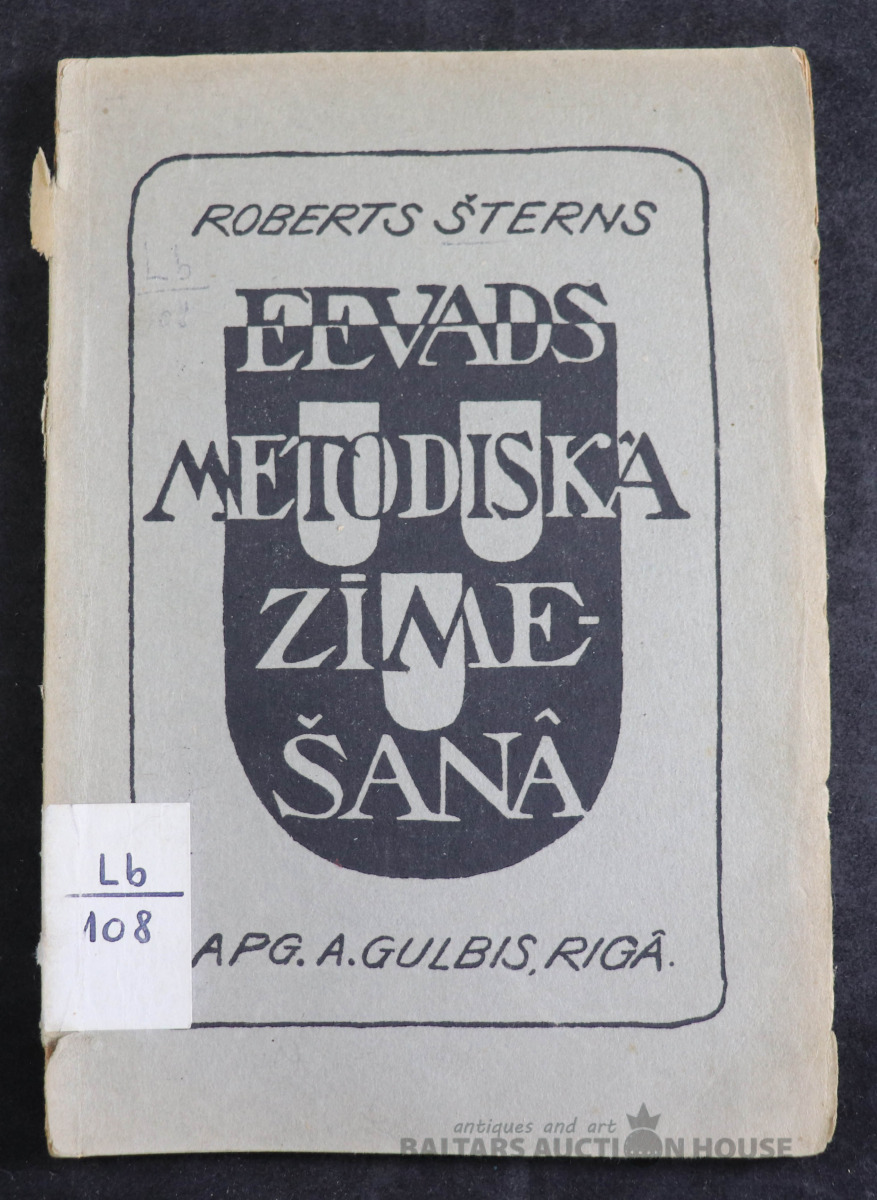 ROBERTS ŠTERNS
EEVADS
METODISKÂ
ZĪME-
ŠANÂ
Lb
108
APG. A. GULBIS, RIGÂ.
antiques and art
BALTARS AUCTION HOUSE